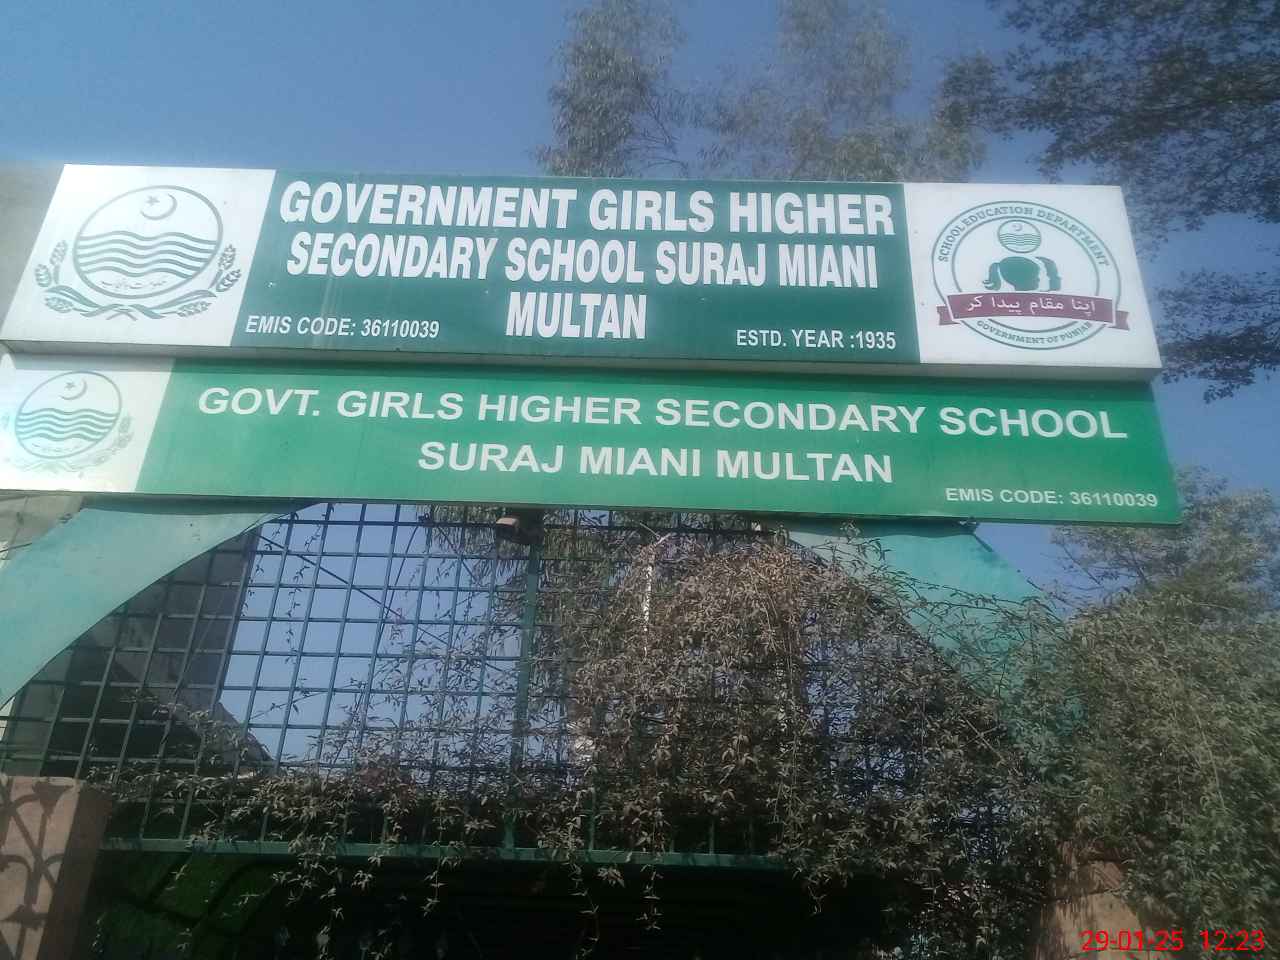 GOVERNMENT GIRLS HIGHER
SECONDARY SCHOOL SURAJ MIANI
MULTAN
EMIS CODE: 36110039
ESTD. YEAR :1935
حکومت پنجاب
SCHOOL EDUCATION DEPARTMENT
اپنا مقام پیدا کر
GOVERNMENT OF PUNJAB
GOVT. GIRLS HIGHER SECONDARY SCHOOL
SURAJ MIANI MULTAN
EMIS CODE: 36110039
29-01-25 12:23